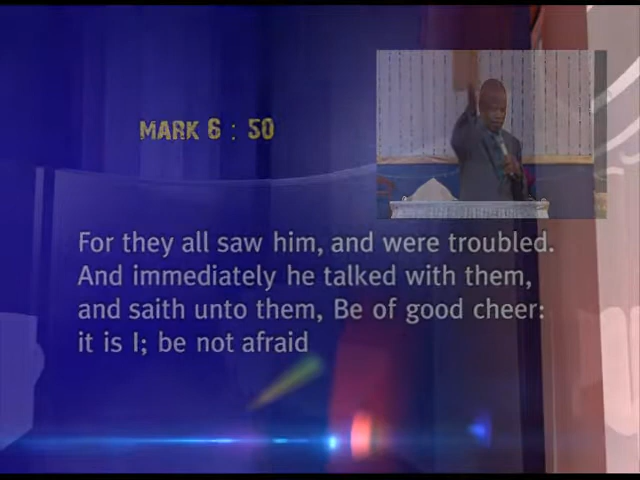 MARK 6 : 50
For they all saw him, and were troubled.
And immediately he talked with them,
and saith unto them, Be of good cheer:
it is I; be not afraid